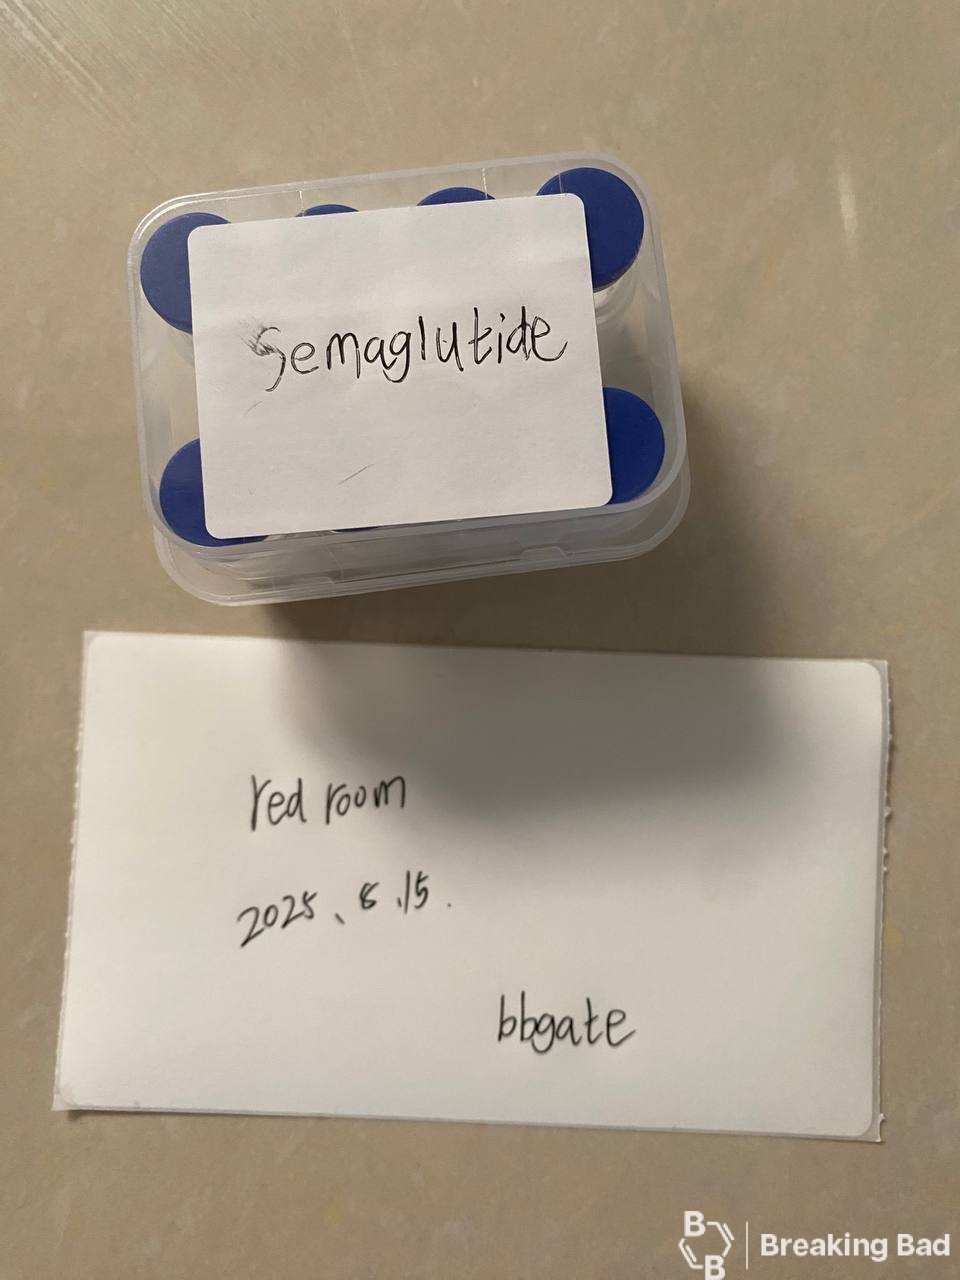 Semaglutide
red room
2025、8.15.
bbgate
B
B
Breaking Bad